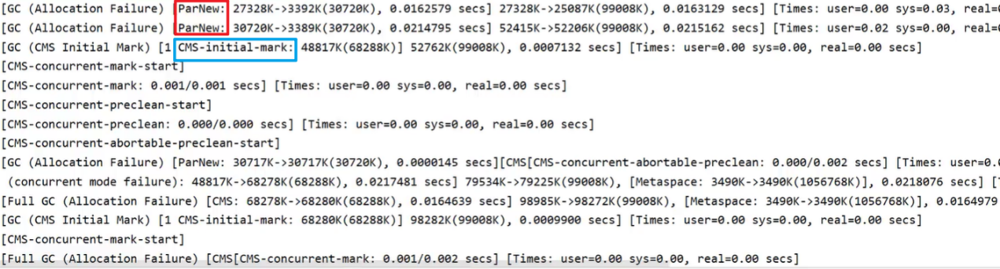 [GC (Allocation Failure) [ParNew: 27328K->3392K(30720K), 0.0162579 secs] 27328K->25087K(99008K), 0.0163129 secs] [Times: user=0.00 sys=0.03, real=
[GC (Allocation Failure) [ParNew: 30720K->3389K(30720K), 0.0214795 secs] 52415K->52206K(99008K), 0.0215162 secs] [Times: user=0.02 sys=0.00, real=
[GC (CMS Initial Mark) [1 CMS-initial-mark: 48817K(68288K)] 52762K(99008K), 0.0007132 secs] [Times: user=0.00 sys=0.00, real=0.00 secs]
[CMS-concurrent-mark-start]
[CMS-concurrent-mark: 0.001/0.001 secs] [Times: user=0.00 sys=0.00, real=0.00 secs]
[CMS-concurrent-preclean-start]
[CMS-concurrent-preclean: 0.000/0.000 secs] [Times: user=0.00 sys=0.00, real=0.00 secs]
[CMS-concurrent-abortable-preclean-start]
[GC (Allocation Failure) [ParNew: 30717K->30717K(30720K), 0.0000145 secs][CMS[CMS-concurrent-abortable-preclean: 0.000/0.002 secs] [Times: user=0.0
(concurrent mode failure): 48817K->68278K(68288K), 0.0217481 secs] 79534K->79225K(99008K), [Metaspace: 3490K->3490K(1056768K)], 0.0218076 secs] [T
[Full GC (Allocation Failure) [CMS: 68278K->68280K(68288K), 0.0164639 secs] 98985K->98272K(99008K), [Metaspace: 3490K->3490K(1056768K)], 0.0164979
[GC (CMS Initial Mark) [1 CMS-initial-mark: 68280K(68288K)] 98282K(99008K), 0.0009900 secs] [Times: user=0.00 sys=0.00, real=0.00 secs]
[CMS-concurrent-mark-start]
[Full GC (Allocation Failure) [CMS[CMS-concurrent-mark: 0.001/0.002 secs] [Times: user=0.00 sys=0.00, real=0.00 secs]